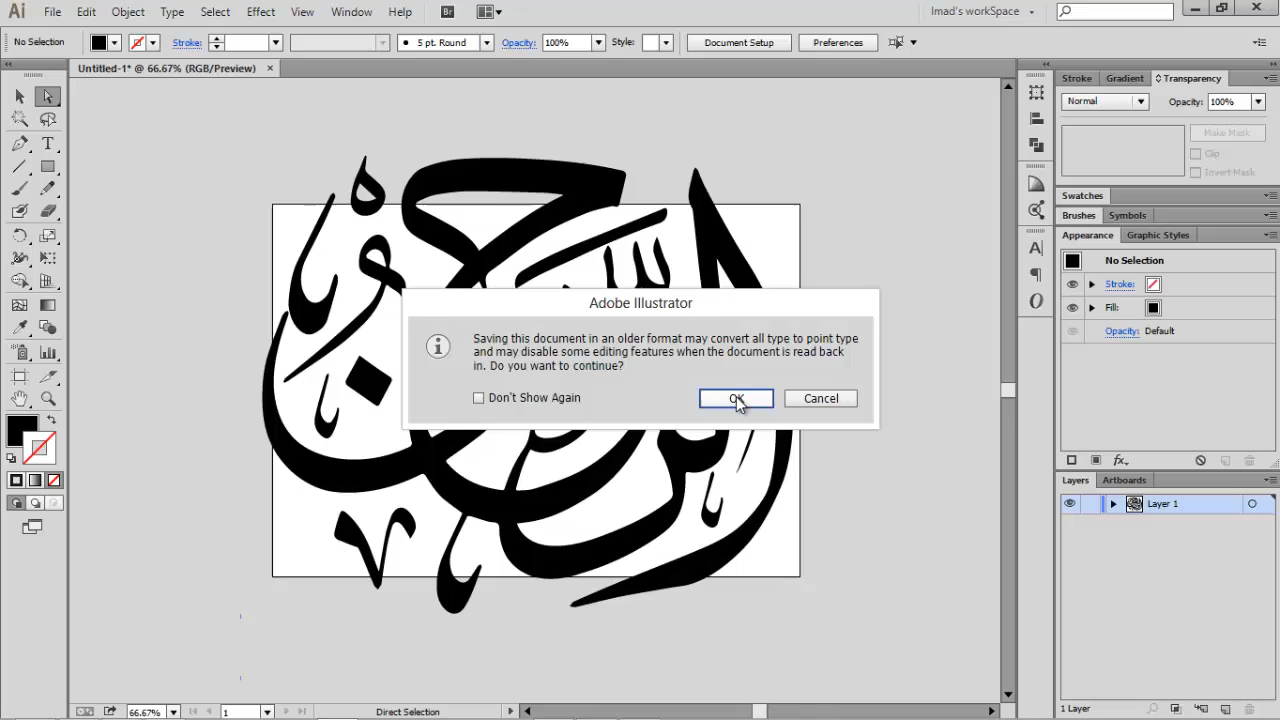 Ai File Edit Object Type Select Effect View Window Help Br Imad's workSpace
No Selection Stroke: 5 pt. Round Opacity: 100% Style: Document Setup Preferences
Untitled-1* @ 66.67% (RGB/Preview)
Stroke Gradient Transparency
Normal Opacity: 100%
Make Mask
Clip
Invert Mask
Swatches
Brushes Symbols
Appearance Graphic Styles
No Selection
Stroke:
Fill:
Opacity: Default
Adobe Illustrator
Saving this document in an older format may convert all type to point type
and may disable some editing features when the document is read back
in. Do you want to continue?
Don't Show Again OK Cancel
Layers Artboards
Layer 1
1 Layer
66.67% 1 Direct Selection